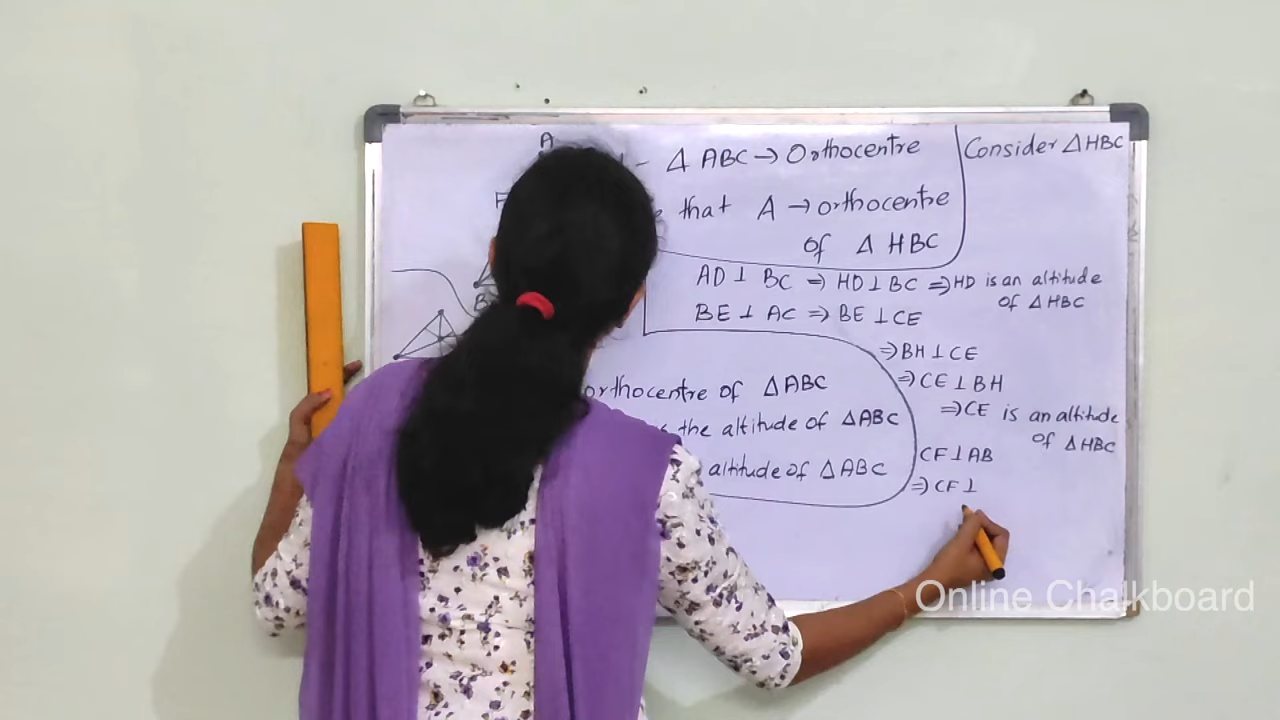 A
- Δ ABC → Orthocentre
Consider Δ HBC
F
that A → orthocentre
of Δ HBC
AD ⊥ BC ⇒ HD ⊥ BC ⇒ HD is an altitude
of Δ HBC
B
BE ⊥ AC ⇒ BE ⊥ CE
⇒ BH ⊥ CE
orthocentre of Δ ABC
⇒ CE ⊥ BH
⇒ CE is an altitude
of Δ HBC
the altitude of Δ ABC
CF ⊥ AB
altitude of Δ ABC
⇒ CF ⊥
Online Chalkboard